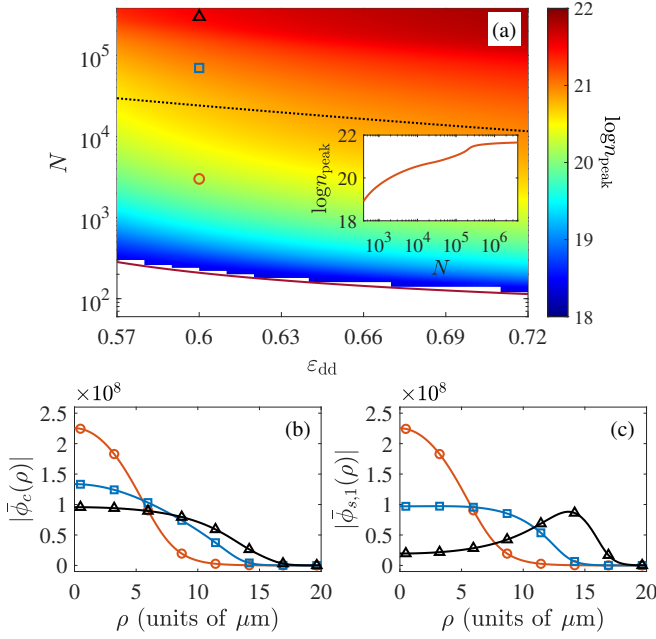 (a)
N
10^5
10^4
10^3
10^2
0.57 0.6 0.63 0.66 0.69 0.72
ε_dd
22
21
20
19
18
log n_peak
log n_peak
22
20
18
10^3 10^4 10^5 10^6
N
×10^8
(b)
|ϕ̄_c(ρ)|
2.5
2
1.5
1
0.5
0
0 5 10 15 20
ρ (units of μm)
×10^8
(c)
|ϕ̄_{s,1}(ρ)|
2.5
2
1.5
1
0.5
0
0 5 10 15 20
ρ (units of μm)